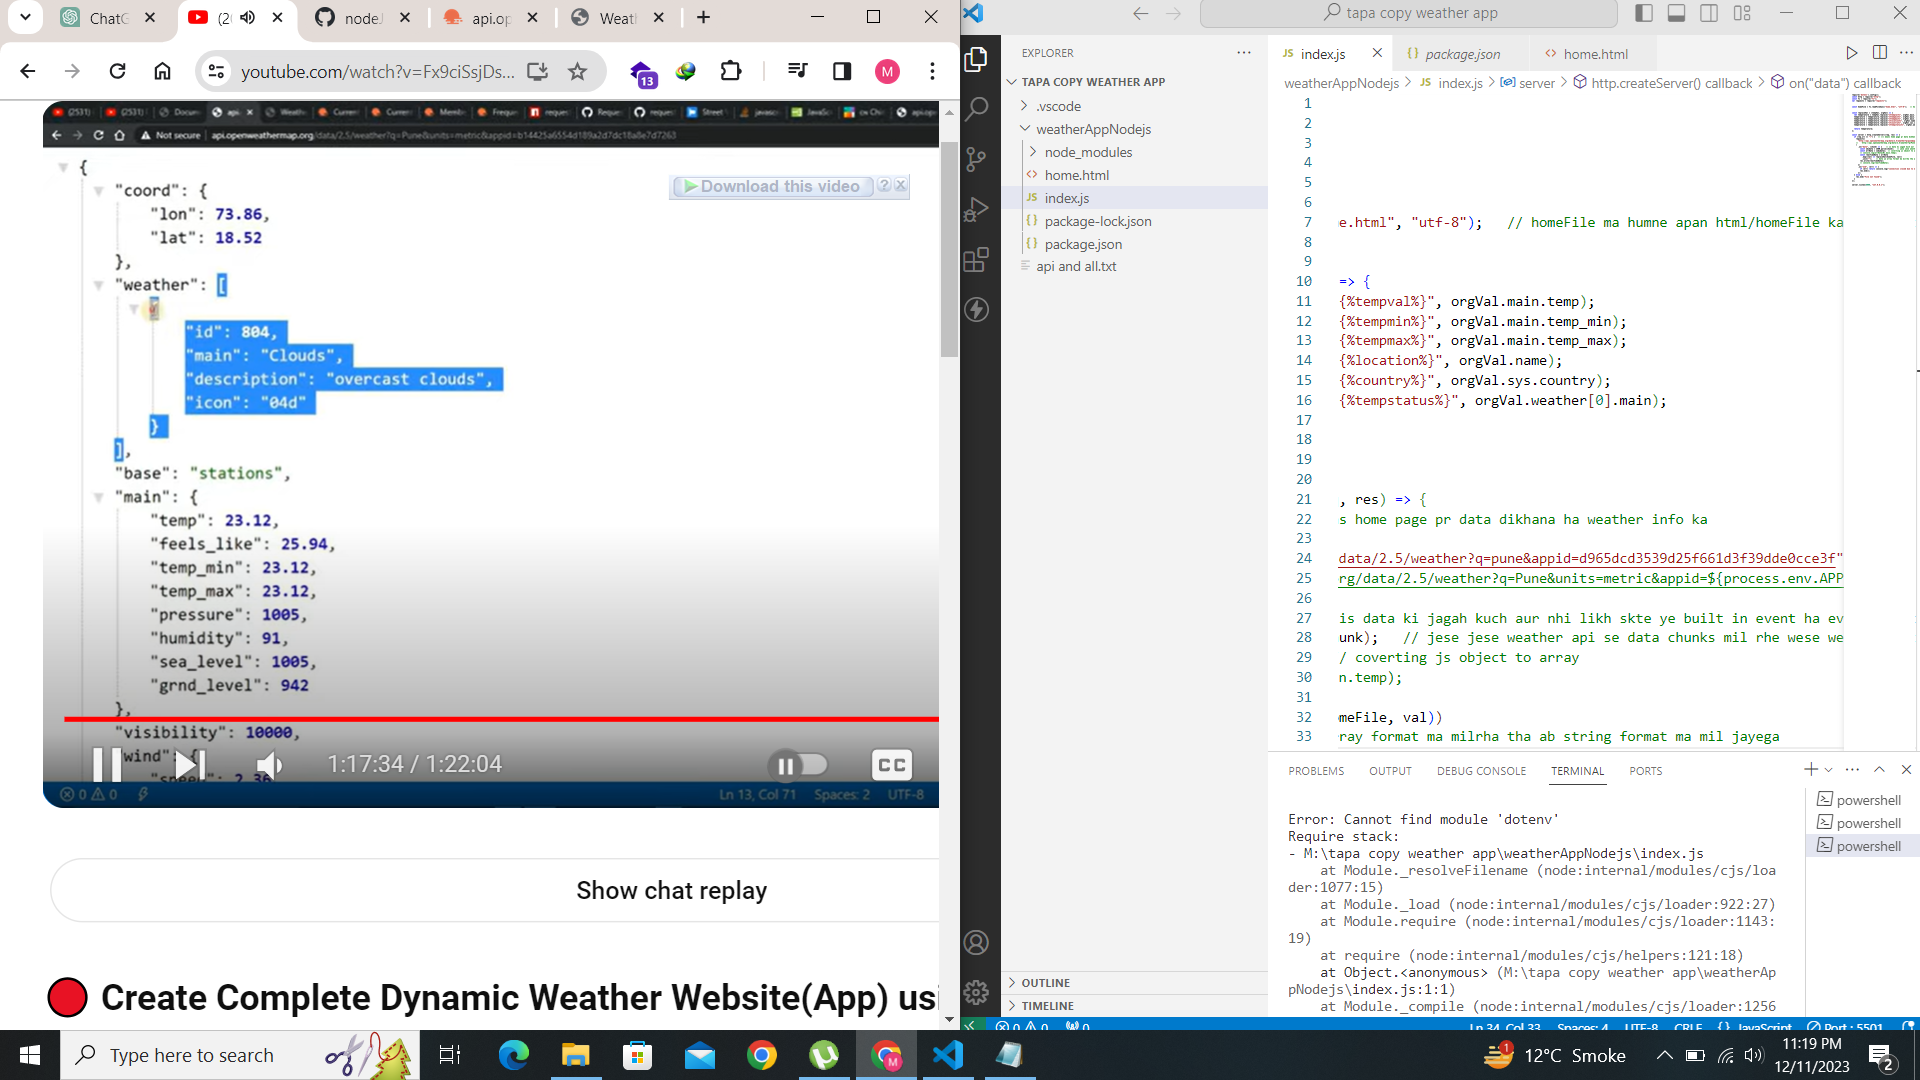 ChatG
(2(
nodeJ
api.op
Weatl
youtube.com/watch?v=Fx9ciSsjDs...
13
M
Not secure | api.openweathermap.org/data/2.5/weather?q=Pune&units=metric&appid=b14425a6554d189a2d7dc18a8e7d7263
{
"coord": {
"lon": 73.86,
"lat": 18.52
},
"weather": [
{
"id": 804,
"main": "Clouds",
"description": "overcast clouds",
"icon": "04d"
}
],
"base": "stations",
"main": {
"temp": 23.12,
"feels_like": 25.94,
"temp_min": 23.12,
"temp_max": 23.12,
"pressure": 1005,
"humidity": 91,
"sea_level": 1005,
"grnd_level": 942
},
"visibility": 10000,
"wind": {
"speed": 2.36
Download this video
1:17:34 / 1:22:04
CC
0 0
Ln 13, Col 71 Spaces: 2 UTF-8
Show chat replay
Create Complete Dynamic Weather Website(App) usi
tapa copy weather app
EXPLORER
TAPA COPY WEATHER APP
.vscode
weatherAppNodejs
node_modules
home.html
JS index.js
{} package-lock.json
{} package.json
api and all.txt
OUTLINE
TIMELINE
JS index.js
{} package.json
<> home.html
weatherAppNodejs > JS index.js > server > http.createServer() callback > on("data") callback
1
2
3
4
5
6
7 e.html", "utf-8"); // homeFile ma humne apan html/homeFile ka
8
9
10 => {
11 {%tempval%}", orgVal.main.temp);
12 {%tempmin%}", orgVal.main.temp_min);
13 {%tempmax%}", orgVal.main.temp_max);
14 {%location%}", orgVal.name);
15 {%country%}", orgVal.sys.country);
16 {%tempstatus%}", orgVal.weather[0].main);
17
18
19
20
21 , res) => {
22 s home page pr data dikhana ha weather info ka
23
24 data/2.5/weather?q=pune&appid=d965dcd3539d25f661d3f39dde0cce3f"
25 rg/data/2.5/weather?q=Pune&units=metric&appid=${process.env.APP
26
27 is data ki jagah kuch aur nhi likh skte ye built in event ha ev
28 unk); // jese jese weather api se data chunks mil rhe wese we
29 / coverting js object to array
30 n.temp);
31
32 meFile, val))
33 ray format ma milrha tha ab string format ma mil jayega
PROBLEMS OUTPUT DEBUG CONSOLE TERMINAL PORTS
Error: Cannot find module 'dotenv'
Require stack:
- M:\tapa copy weather app\weatherAppNodejs\index.js
at Module._resolveFilename (node:internal/modules/cjs/loa
der:1077:15)
at Module._load (node:internal/modules/cjs/loader:922:27)
at Module.require (node:internal/modules/cjs/loader:1143:
19)
at require (node:internal/modules/cjs/helpers:121:18)
at Object.<anonymous> (M:\tapa copy weather app\weatherAp
pNodejs\index.js:1:1)
at Module._compile (node:internal/modules/cjs/loader:1256
powershell
powershell
powershell
0 0 0
Ln 34, Col 33 Spaces: 4 UTF-8 CRLF {} JavaScript Port : 5501
Type here to search
12°C Smoke
11:19 PM
12/11/2023
2